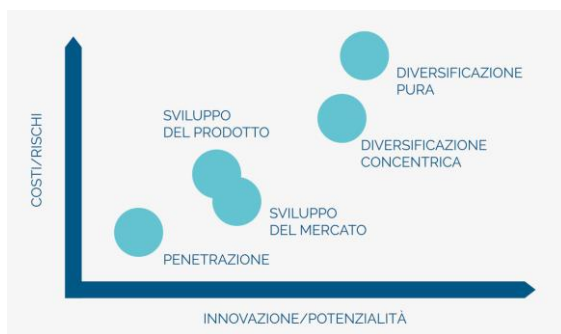 DIVERSIFICAZIONE
PURA
SVILUPPO
DEL PRODOTTO
DIVERSIFICAZIONE
CONCENTRICA
COSTI/RISCHI
SVILUPPO
DEL MERCATO
PENETRAZIONE
INNOVAZIONE/POTENZIALITÀ